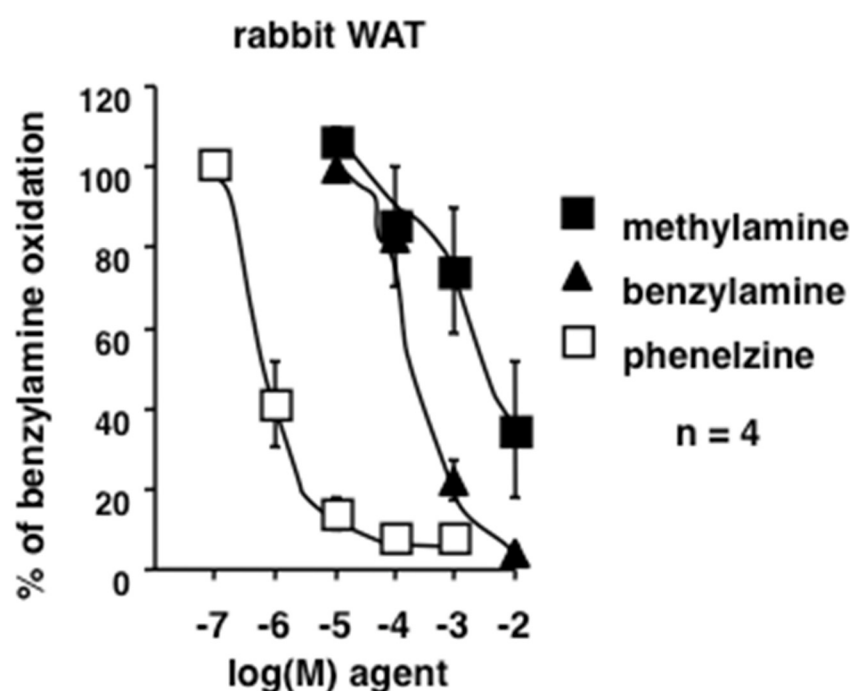 rabbit WAT
% of benzylamine oxidation
120
100
80
60
40
20
0
-7 -6 -5 -4 -3 -2
log(M) agent
methylamine
benzylamine
phenelzine
n = 4